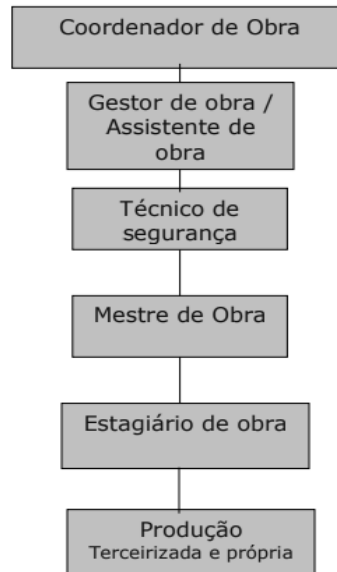 Coordenador de Obra
Gestor de obra /
Assistente de
obra
Técnico de
segurança
Mestre de Obra
Estagiário de obra
Produção
Terceirizada e própria